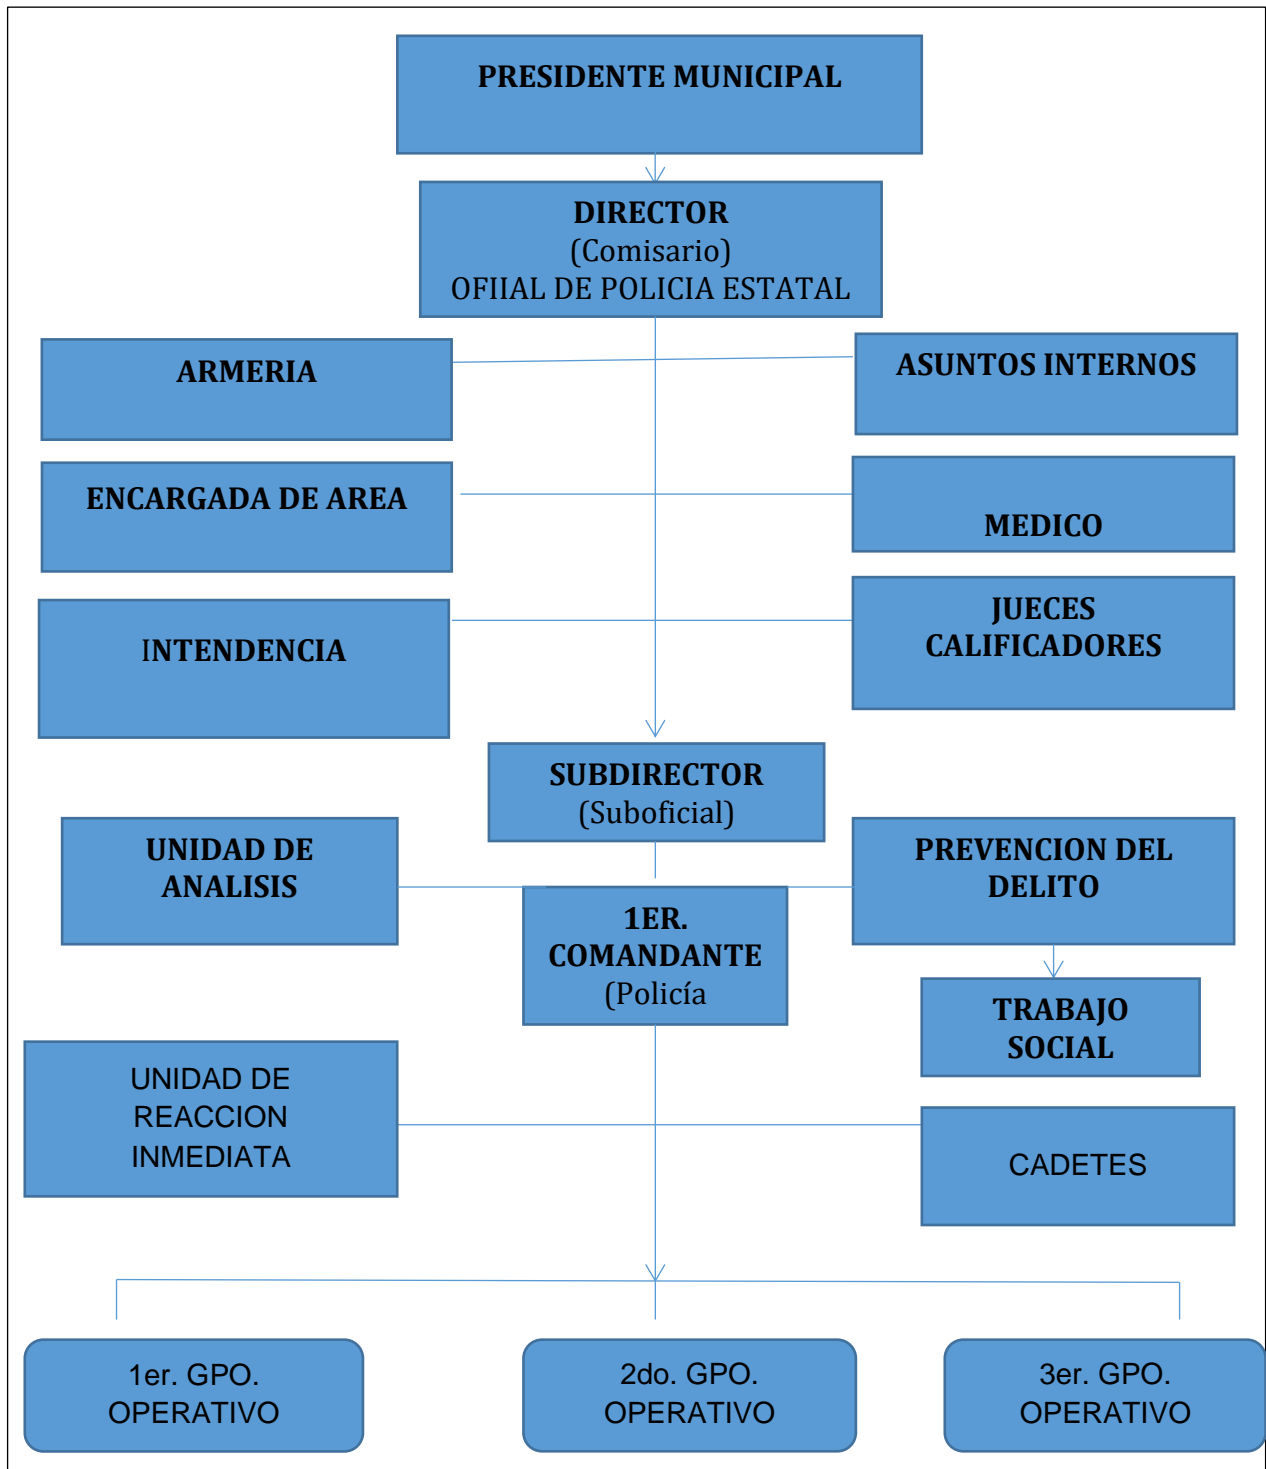 PRESIDENTE MUNICIPAL
DIRECTOR
(Comisario)
OFIIAL DE POLICIA ESTATAL
ARMERIA
ASUNTOS INTERNOS
ENCARGADA DE AREA
MEDICO
INTENDENCIA
JUECES
CALIFICADORES
SUBDIRECTOR
(Suboficial)
UNIDAD DE
ANALISIS
PREVENCION DEL
DELITO
1ER.
COMANDANTE
(Policía
TRABAJO
SOCIAL
UNIDAD DE
REACCION
INMEDIATA
CADETES
1er. GPO.
OPERATIVO
2do. GPO.
OPERATIVO
3er. GPO.
OPERATIVO